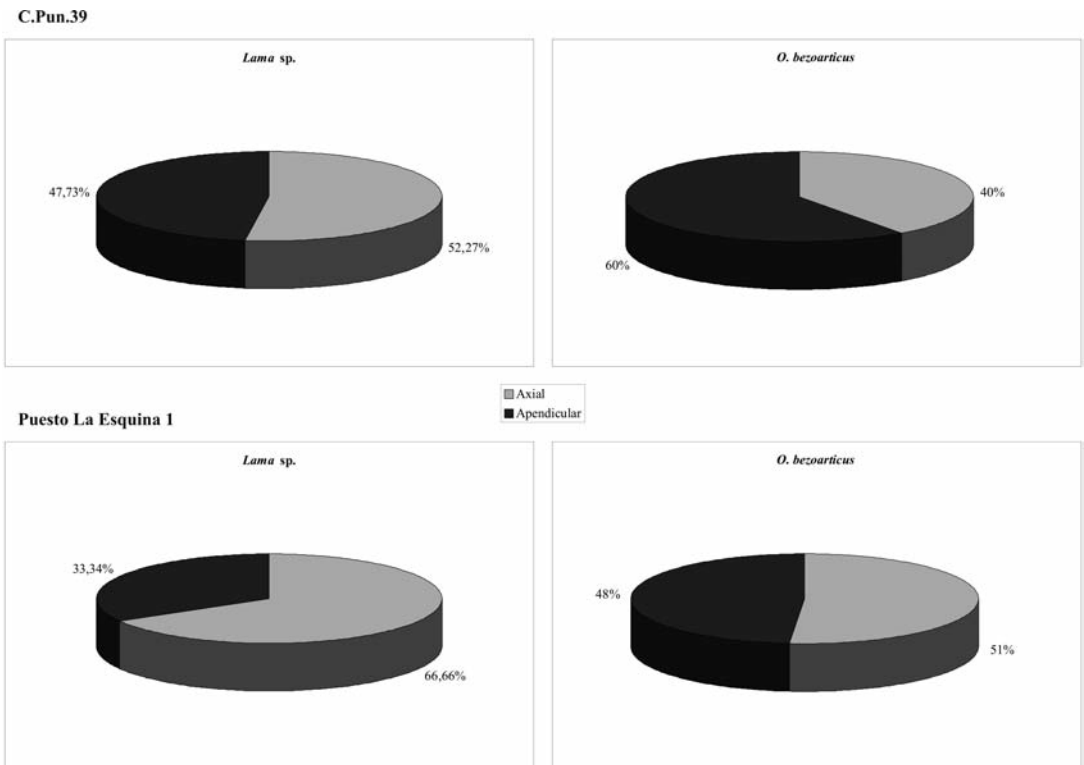 C.Pun.39
Lama sp.
47,73%
52,27%
O. bezoarticus
40%
60%
Axial
Apendicular
Puesto La Esquina 1
Lama sp.
33,34%
66,66%
O. bezoarticus
48%
51%